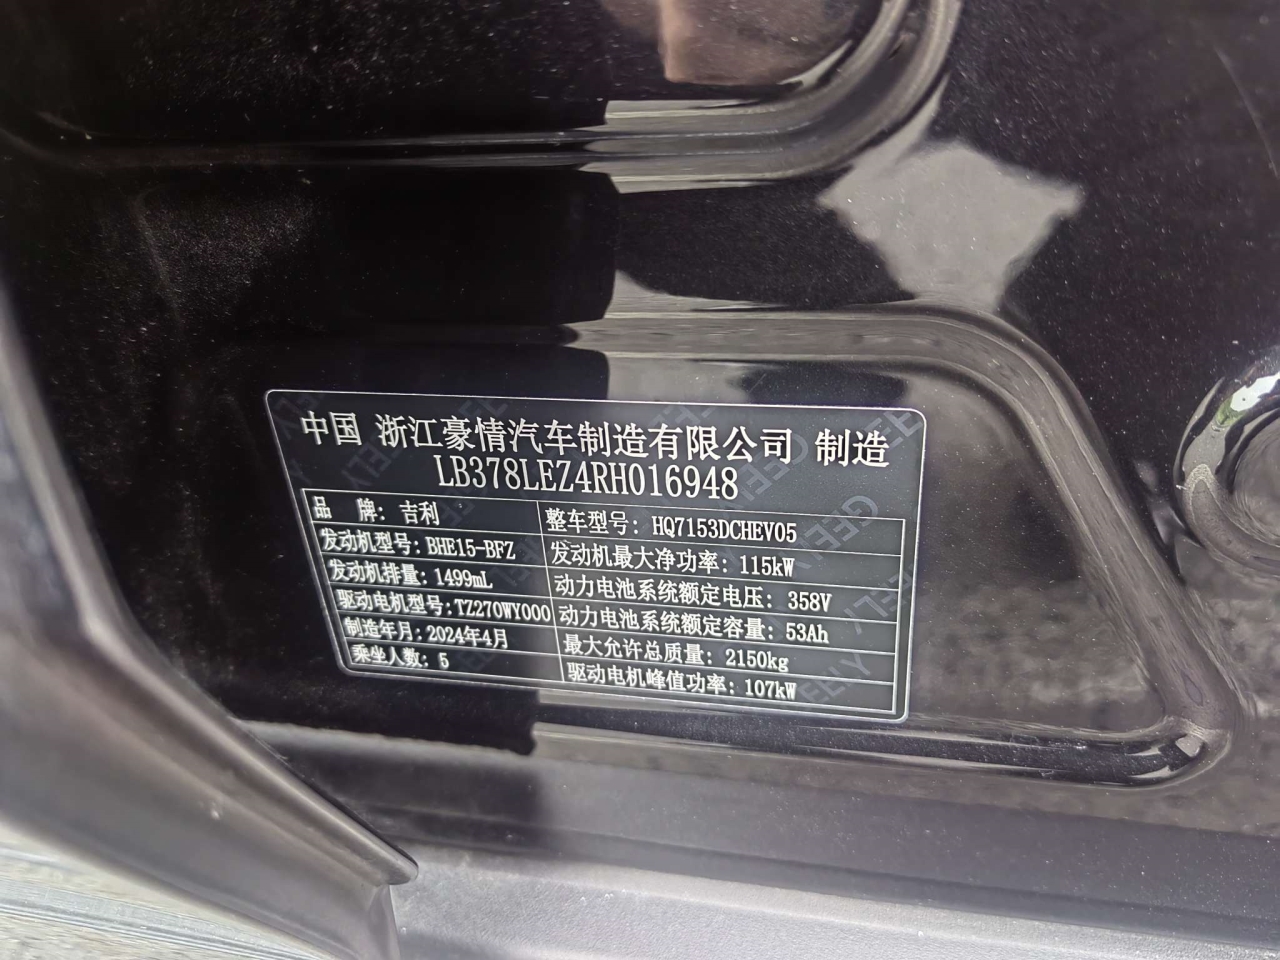 中国 浙江豪情汽车制造有限公司 制造
LB378LEZ4RH016948
品 牌: 吉利
整车型号: HQ7153DCHEV05
发动机型号: BHE15-BFZ
发动机最大净功率: 115kW
发动机排量: 1499mL
动力电池系统额定电压: 358V
驱动电机型号: TZ270WY000
动力电池系统额定容量: 53Ah
制造年月: 2024年4月
最大允许总质量: 2150kg
乘坐人数: 5
驱动电机峰值功率: 107kW